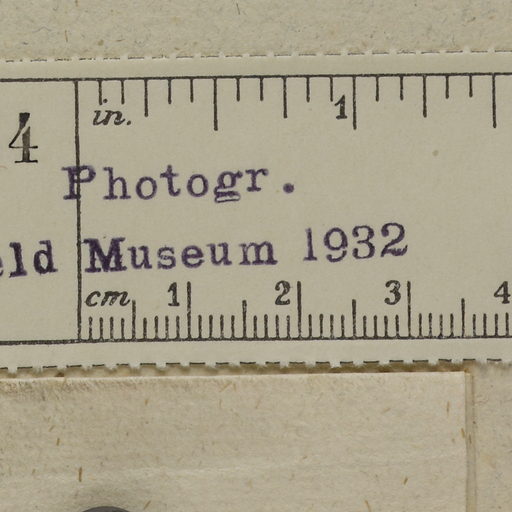 in. 1
4
Photogr.
eld Museum 1932
cm 1 2 3 4